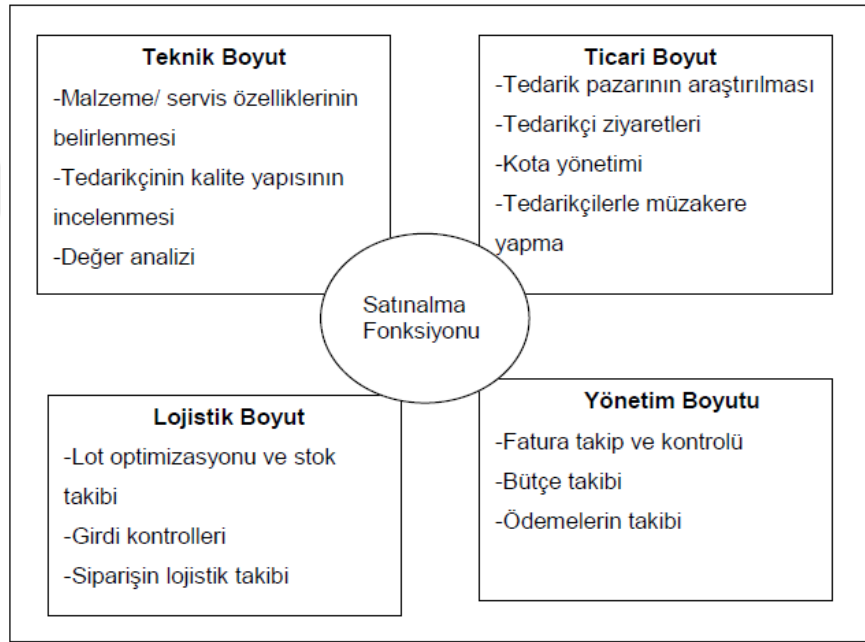 Teknik Boyut
-Malzeme/ servis özelliklerinin
belirlenmesi
-Tedarikçinin kalite yapısının
incelenmesi
-Değer analizi
Ticari Boyut
-Tedarik pazarının araştırılması
-Tedarikçi ziyaretleri
-Kota yönetimi
-Tedarikçilerle müzakere
yapma
Satınalma
Fonksiyonu
Lojistik Boyut
-Lot optimizasyonu ve stok
takibi
-Girdi kontrolleri
-Siparişin lojistik takibi
Yönetim Boyutu
-Fatura takip ve kontrolü
-Bütçe takibi
-Ödemelerin takibi